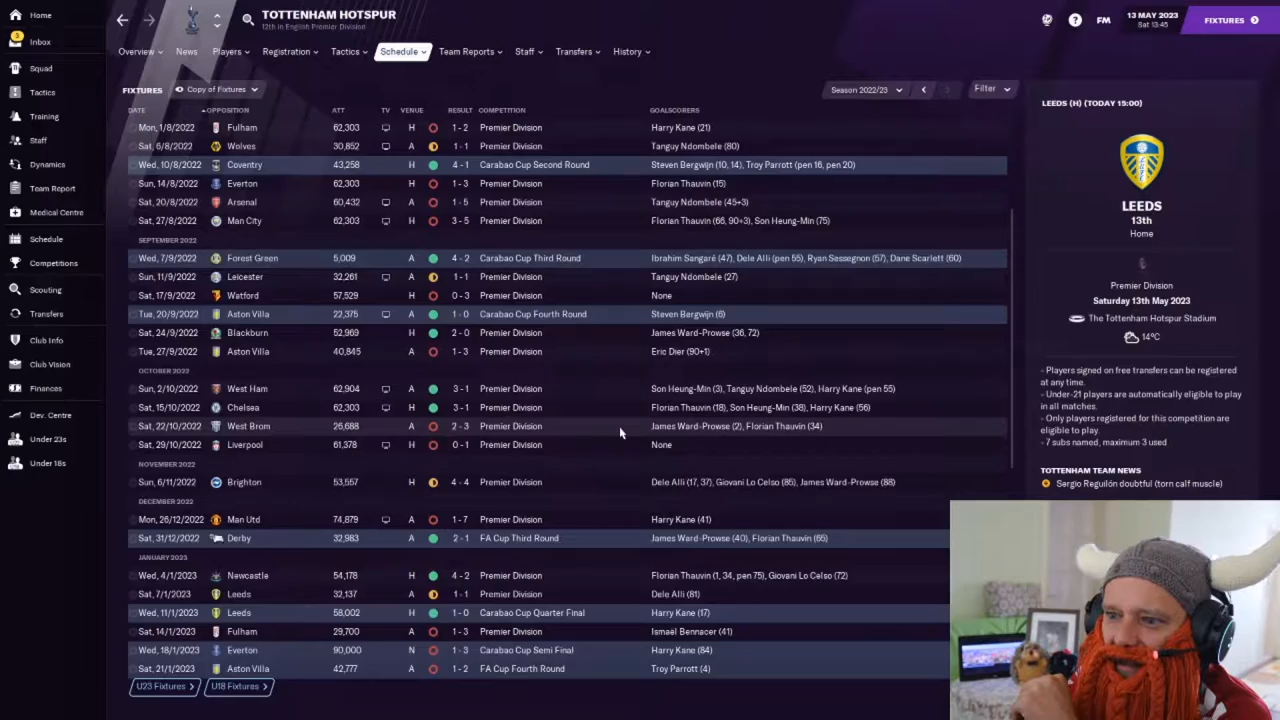 Home
TOTTENHAM HOTSPUR
12th in English Premier Division
FM
13 MAY 2023
Sat 13:45
FIXTURES
3
Inbox
Overview
News
Players
Registration
Tactics
Schedule
Team Reports
Staff
Transfers
History
Squad
Tactics
Training
Staff
Dynamics
Team Report
Medical Centre
Schedule
Competitions
Scouting
Transfers
Club Info
Club Vision
Finances
Dev. Centre
Under 23s
Under 18s
FIXTURES
Copy of Fixtures
Season 2022/23
Filter
DATE OPPOSITION ATT TV VENUE RESULT COMPETITION GOALSCORERS
Mon, 1/8/2022 Fulham 62,303 H 1 - 2 Premier Division Harry Kane (21)
Sat, 6/8/2022 Wolves 30,852 A 1 - 1 Premier Division Tanguy Ndombele (80)
Wed, 10/8/2022 Coventry 43,258 H 4 - 1 Carabao Cup Second Round Steven Bergwijn (10, 14), Troy Parrott (pen 16, pen 20)
Sun, 14/8/2022 Everton 62,303 H 1 - 3 Premier Division Florian Thauvin (15)
Sat, 20/8/2022 Arsenal 60,432 A 1 - 5 Premier Division Tanguy Ndombele (45+3)
Sat, 27/8/2022 Man City 62,303 H 3 - 5 Premier Division Florian Thauvin (66, 90+3), Son Heung-Min (75)
SEPTEMBER 2022
Wed, 7/9/2022 Forest Green 5,009 A 4 - 2 Carabao Cup Third Round Ibrahim Sangaré (47), Dele Alli (pen 55), Ryan Sessegnon (57), Dane Scarlett (60)
Sun, 11/9/2022 Leicester 32,261 A 1 - 1 Premier Division Tanguy Ndombele (27)
Sat, 17/9/2022 Watford 57,529 H 0 - 3 Premier Division None
Tue, 20/9/2022 Aston Villa 22,375 A 1 - 0 Carabao Cup Fourth Round Steven Bergwijn (6)
Sat, 24/9/2022 Blackburn 52,969 H 2 - 0 Premier Division James Ward-Prowse (36, 72)
Tue, 27/9/2022 Aston Villa 40,845 A 1 - 3 Premier Division Eric Dier (90+1)
OCTOBER 2022
Sun, 2/10/2022 West Ham 62,904 A 3 - 1 Premier Division Son Heung-Min (3), Tanguy Ndombele (52), Harry Kane (pen 55)
Sat, 15/10/2022 Chelsea 62,303 H 3 - 1 Premier Division Florian Thauvin (18), Son Heung-Min (38), Harry Kane (56)
Sat, 22/10/2022 West Brom 26,688 A 2 - 3 Premier Division James Ward-Prowse (2), Florian Thauvin (34)
Sat, 29/10/2022 Liverpool 61,378 H 0 - 1 Premier Division None
NOVEMBER 2022
Sun, 6/11/2022 Brighton 53,557 H 4 - 4 Premier Division Dele Alli (17, 37), Giovani Lo Celso (85), James Ward-Prowse (88)
DECEMBER 2022
Mon, 26/12/2022 Man Utd 74,879 A 1 - 7 Premier Division Harry Kane (41)
Sat, 31/12/2022 Derby 32,983 A 2 - 1 FA Cup Third Round James Ward-Prowse (40), Florian Thauvin (65)
JANUARY 2023
Wed, 4/1/2023 Newcastle 54,178 H 4 - 2 Premier Division Florian Thauvin (1, 34, pen 75), Giovani Lo Celso (72)
Sat, 7/1/2023 Leeds 32,137 A 1 - 1 Premier Division Dele Alli (81)
Wed, 11/1/2023 Leeds 58,002 H 1 - 0 Carabao Cup Quarter Final Harry Kane (17)
Sat, 14/1/2023 Fulham 29,700 A 1 - 3 Premier Division Ismaël Bennacer (41)
Wed, 18/1/2023 Everton 90,000 N 1 - 3 Carabao Cup Semi Final Harry Kane (84)
Sat, 21/1/2023 Aston Villa 42,777 A 1 - 2 FA Cup Fourth Round Troy Parrott (4)
U23 Fixtures
U18 Fixtures
LEEDS (H) (TODAY 15:00)
LEEDS
13th
Home
Premier Division
Saturday 13th May 2023
The Tottenham Hotspur Stadium
14°C
- Players signed on free transfers can be registered
at any time.
- Under-21 players are automatically eligible to play
in all matches.
- Only players registered for this competition are
eligible to play.
- 7 subs named, maximum 3 used
TOTTENHAM TEAM NEWS
Sergio Reguilón doubtful (torn calf muscle)